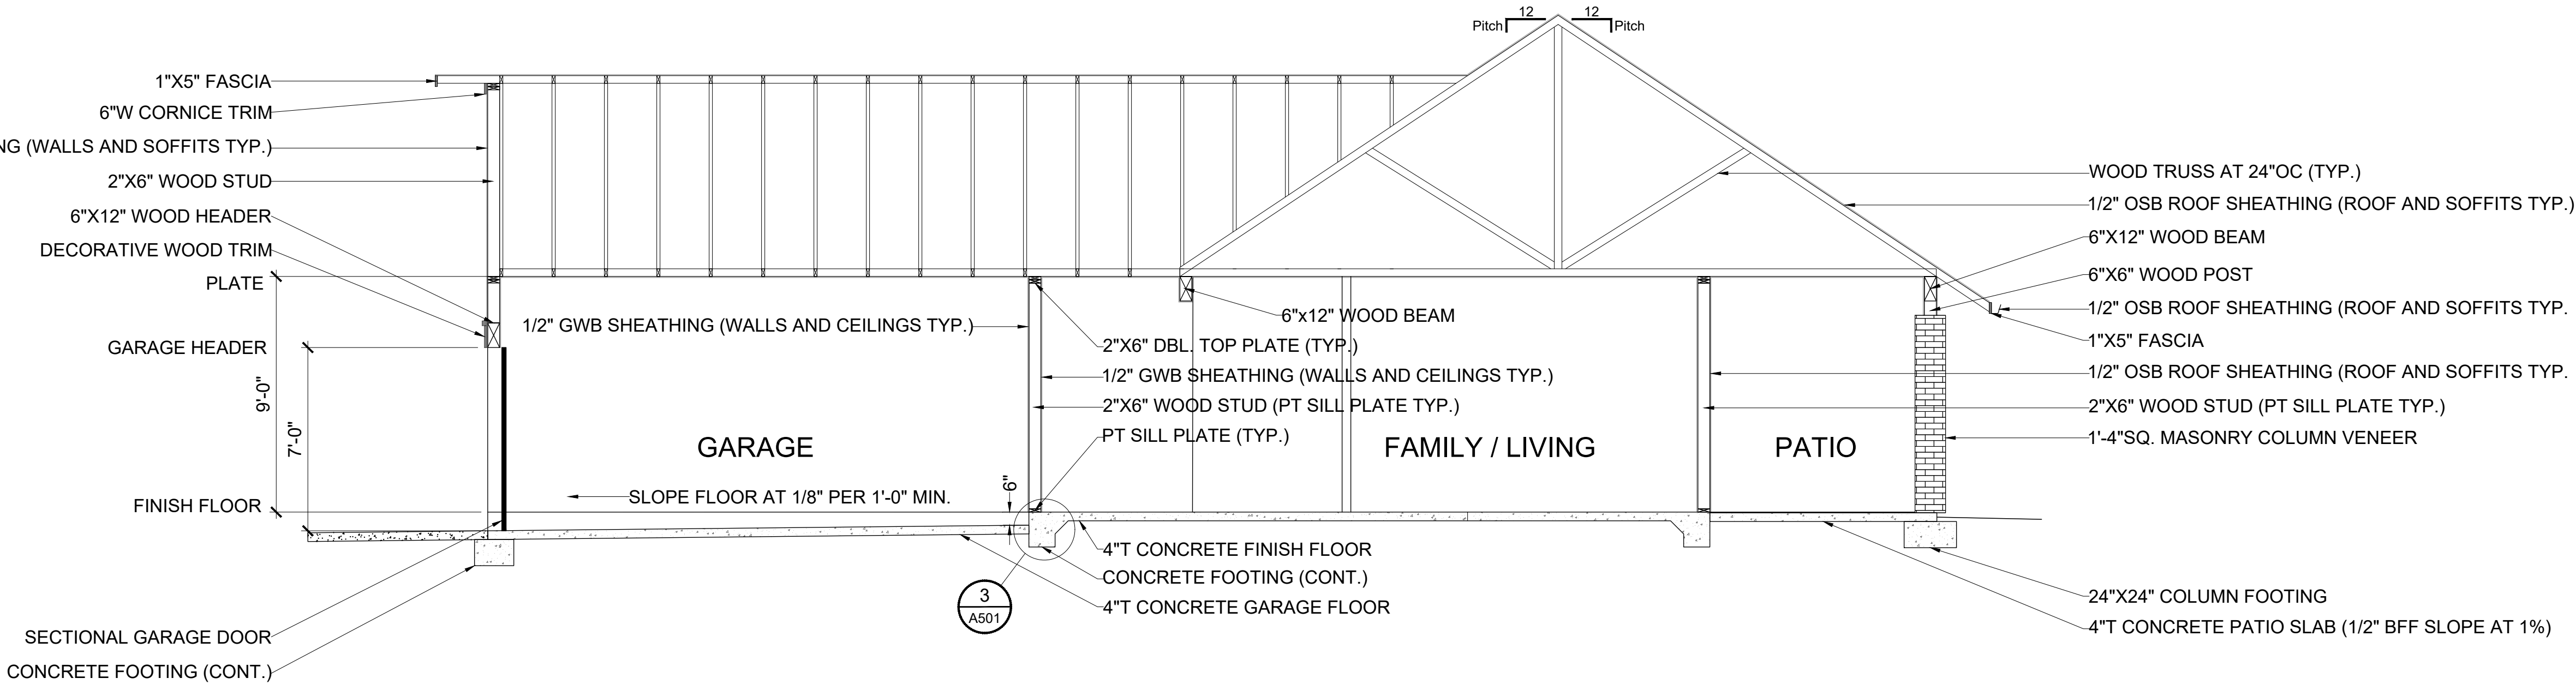 12 12
Pitch Pitch
1"X5" FASCIA
6"W CORNICE TRIM
NG (WALLS AND SOFFITS TYP.)
2"X6" WOOD STUD
6"X12" WOOD HEADER
DECORATIVE WOOD TRIM
PLATE
GARAGE HEADER
9'-0"
7'-0"
FINISH FLOOR
SECTIONAL GARAGE DOOR
CONCRETE FOOTING (CONT.)
1/2" GWB SHEATHING (WALLS AND CEILINGS TYP.)
GARAGE
SLOPE FLOOR AT 1/8" PER 1'-0" MIN.
6"
3
A501
6"x12" WOOD BEAM
2"X6" DBL. TOP PLATE (TYP.)
1/2" GWB SHEATHING (WALLS AND CEILINGS TYP.)
2"X6" WOOD STUD (PT SILL PLATE TYP.)
PT SILL PLATE (TYP.)
FAMILY / LIVING
PATIO
4"T CONCRETE FINISH FLOOR
CONCRETE FOOTING (CONT.)
4"T CONCRETE GARAGE FLOOR
WOOD TRUSS AT 24"OC (TYP.)
1/2" OSB ROOF SHEATHING (ROOF AND SOFFITS TYP.)
6"X12" WOOD BEAM
6"X6" WOOD POST
1/2" OSB ROOF SHEATHING (ROOF AND SOFFITS TYP.
1"X5" FASCIA
1/2" OSB ROOF SHEATHING (ROOF AND SOFFITS TYP.
2"X6" WOOD STUD (PT SILL PLATE TYP.)
1'-4"SQ. MASONRY COLUMN VENEER
24"X24" COLUMN FOOTING
4"T CONCRETE PATIO SLAB (1/2" BFF SLOPE AT 1%)